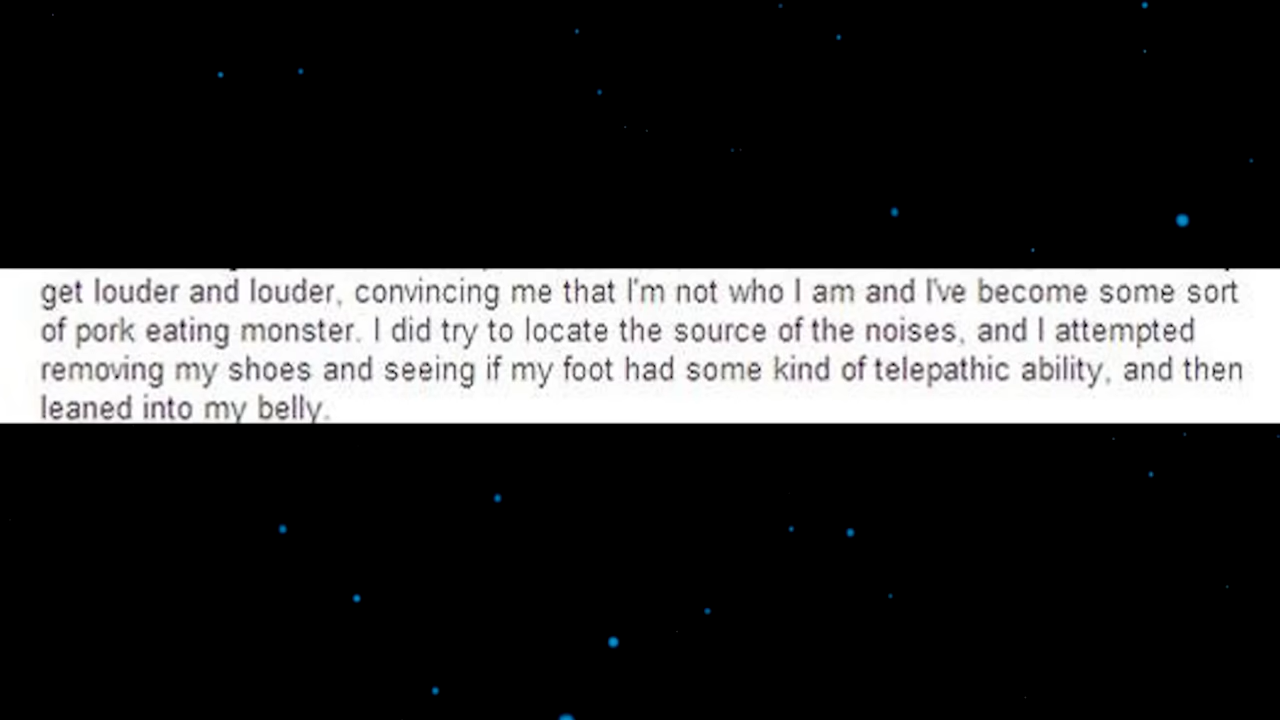 get louder and louder, convincing me that I'm not who I am and I've become some sort
of pork eating monster. I did try to locate the source of the noises, and I attempted
removing my shoes and seeing if my foot had some kind of telepathic ability, and then
leaned into my belly.